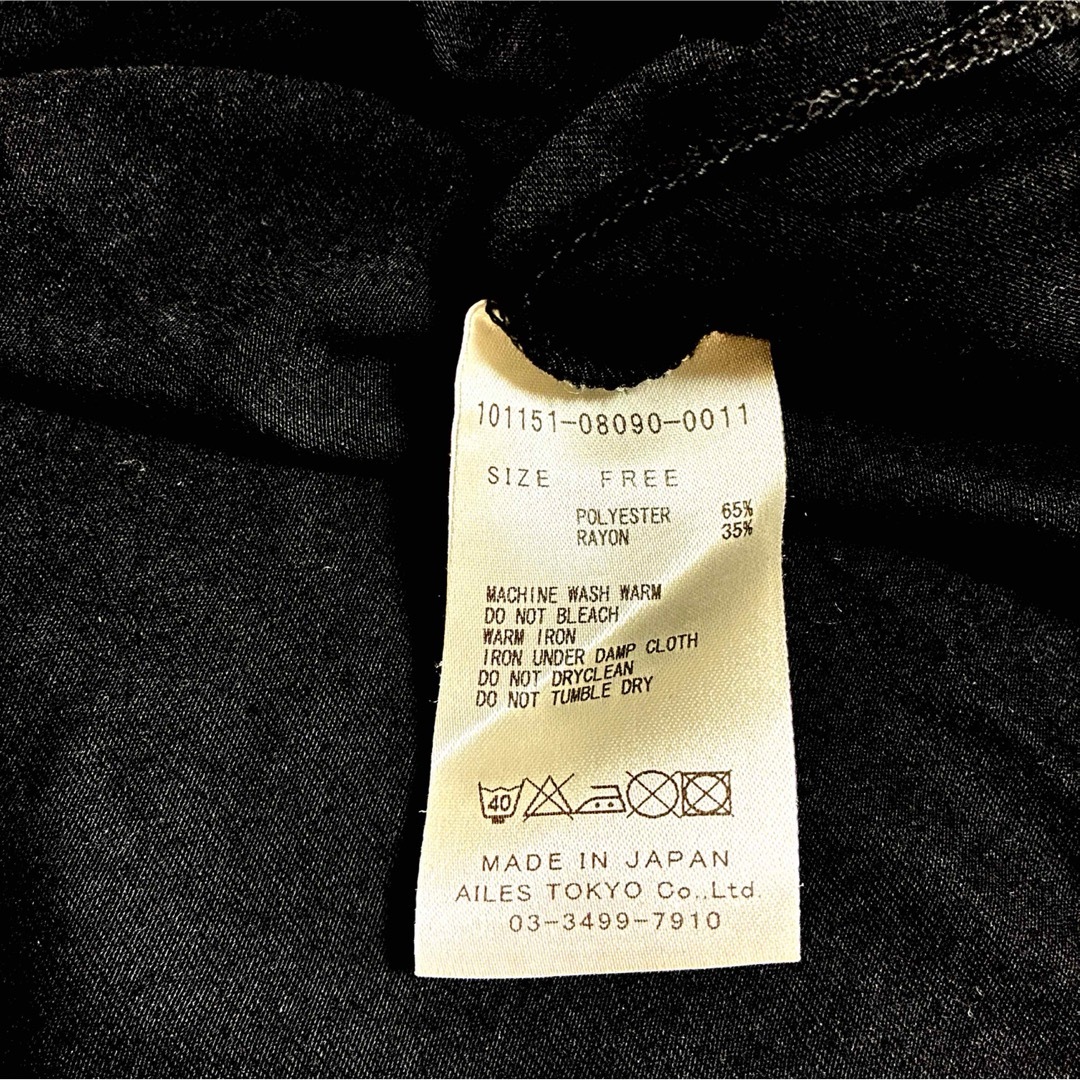 101151-08090-0011
SIZE FREE
POLYESTER 65%
RAYON 35%
MACHINE WASH WARM
DO NOT BLEACH
WARM IRON
IRON UNDER DAMP CLOTH
DO NOT DRYCLEAN
DO NOT TUMBLE DRY
40
MADE IN JAPAN
AILES TOKYO Co.,Ltd.
03-3499-7910